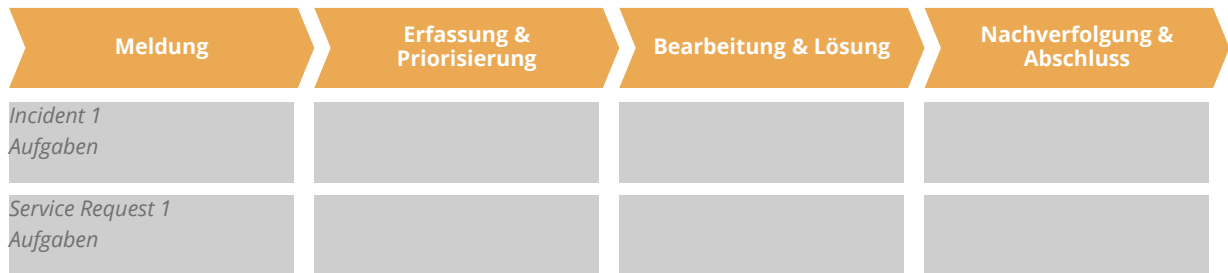 Meldung
Erfassung &
Priorisierung
Bearbeitung & Lösung
Nachverfolgung &
Abschluss
Incident 1
Aufgaben
Service Request 1
Aufgaben